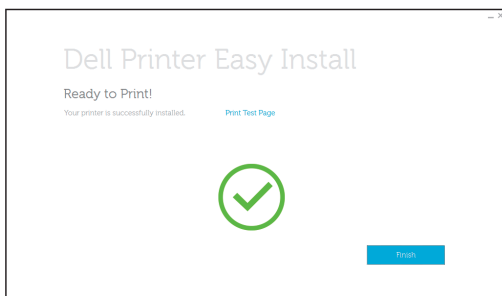 Dell Printer Easy Install
Ready to Print!
Your printer is successfully installed. Print Test Page
Finish